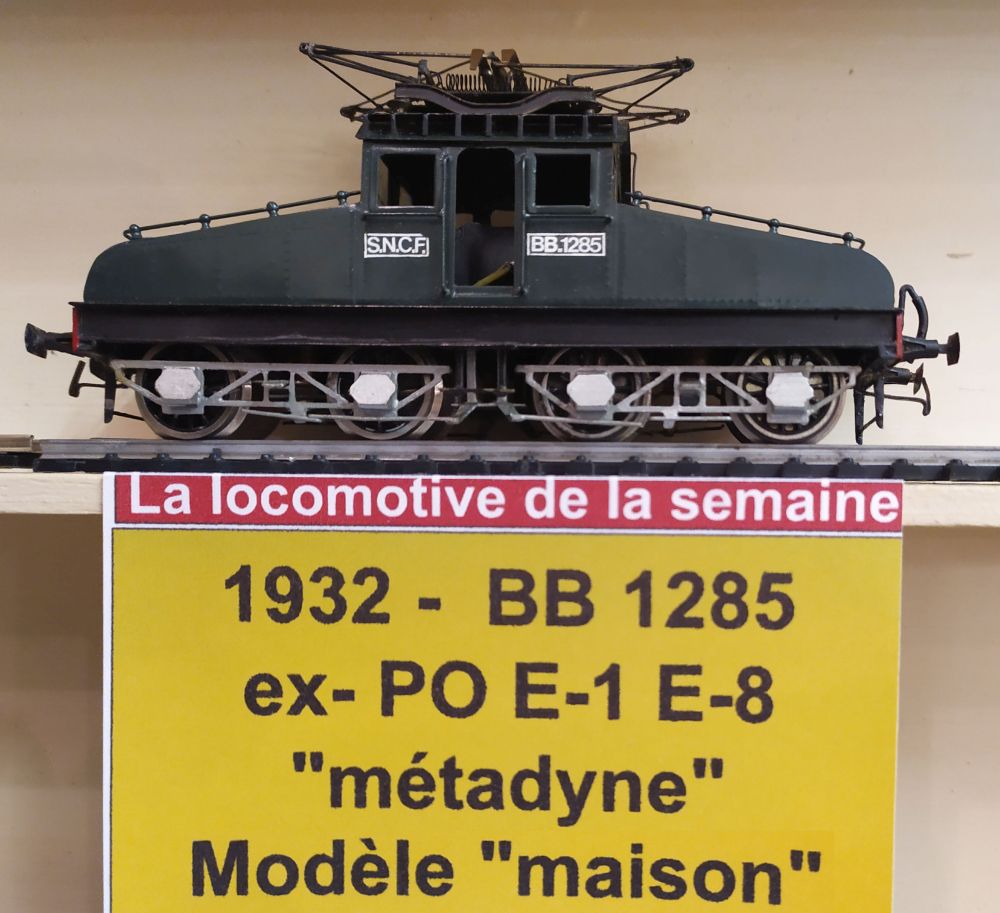 S.N.C.F. BB.1285
La locomotive de la semaine
1932 - BB 1285
ex- PO E-1 E-8
"métadyne"
Modèle "maison"